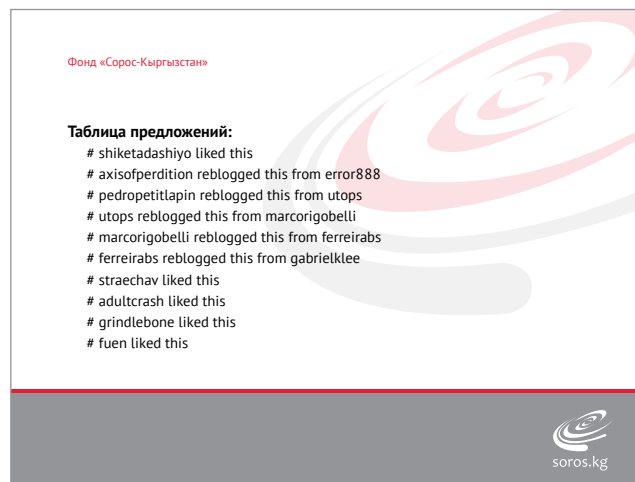 Фонд «Сорос-Кыргызстан»
Таблица предложений:
# shiketadashiyo liked this
# axisofperdition reblogged this from error888
# pedropetitlapin reblogged this from utops
# utops reblogged this from marcorigobelli
# marcorigobelli reblogged this from ferreirabs
# ferreirabs reblogged this from gabrielklee
# straechav liked this
# adultcrash liked this
# grindlebone liked this
# fuen liked this
soros.kg